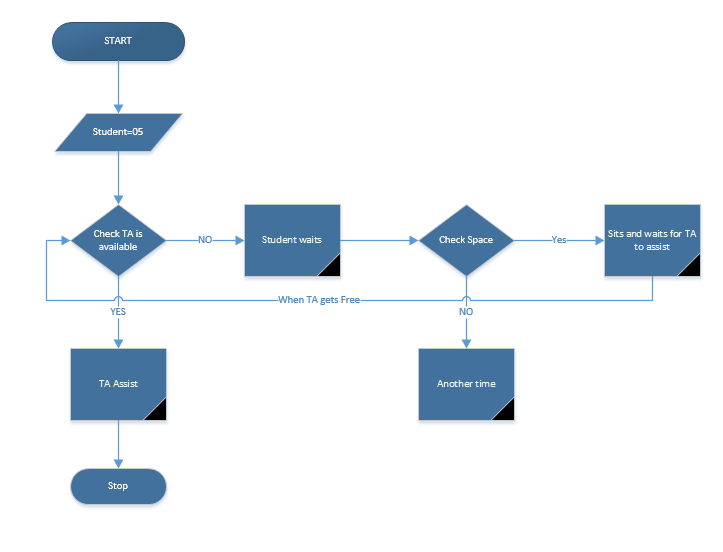 START
Student=05
Check TA is
available
NO
Student waits
Check Space
Yes
Sits and waits for TA
to assist
When TA gets Free
YES
NO
TA Assist
Another time
Stop